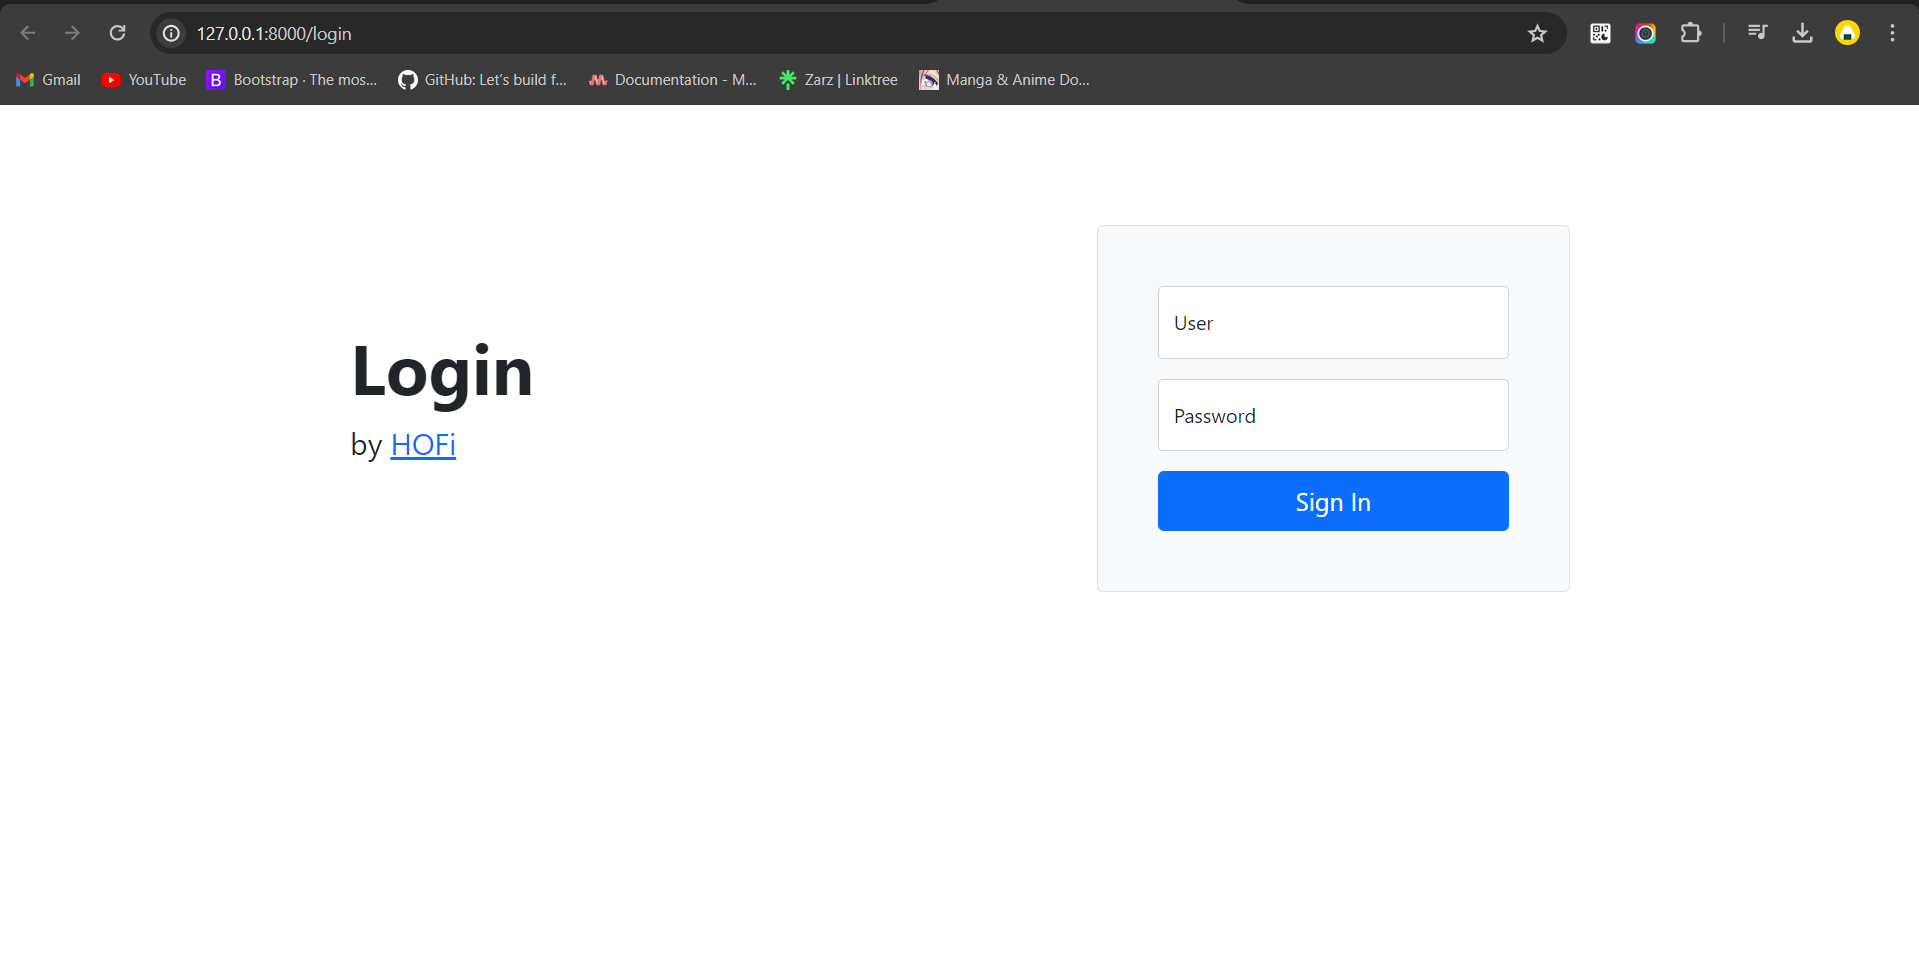 127.0.0.1:8000/login
Gmail YouTube Bootstrap · The mos... GitHub: Let's build f... Documentation - M... Zarz | Linktree Manga & Anime Do...
Login
by HOFi
User
Password
Sign In